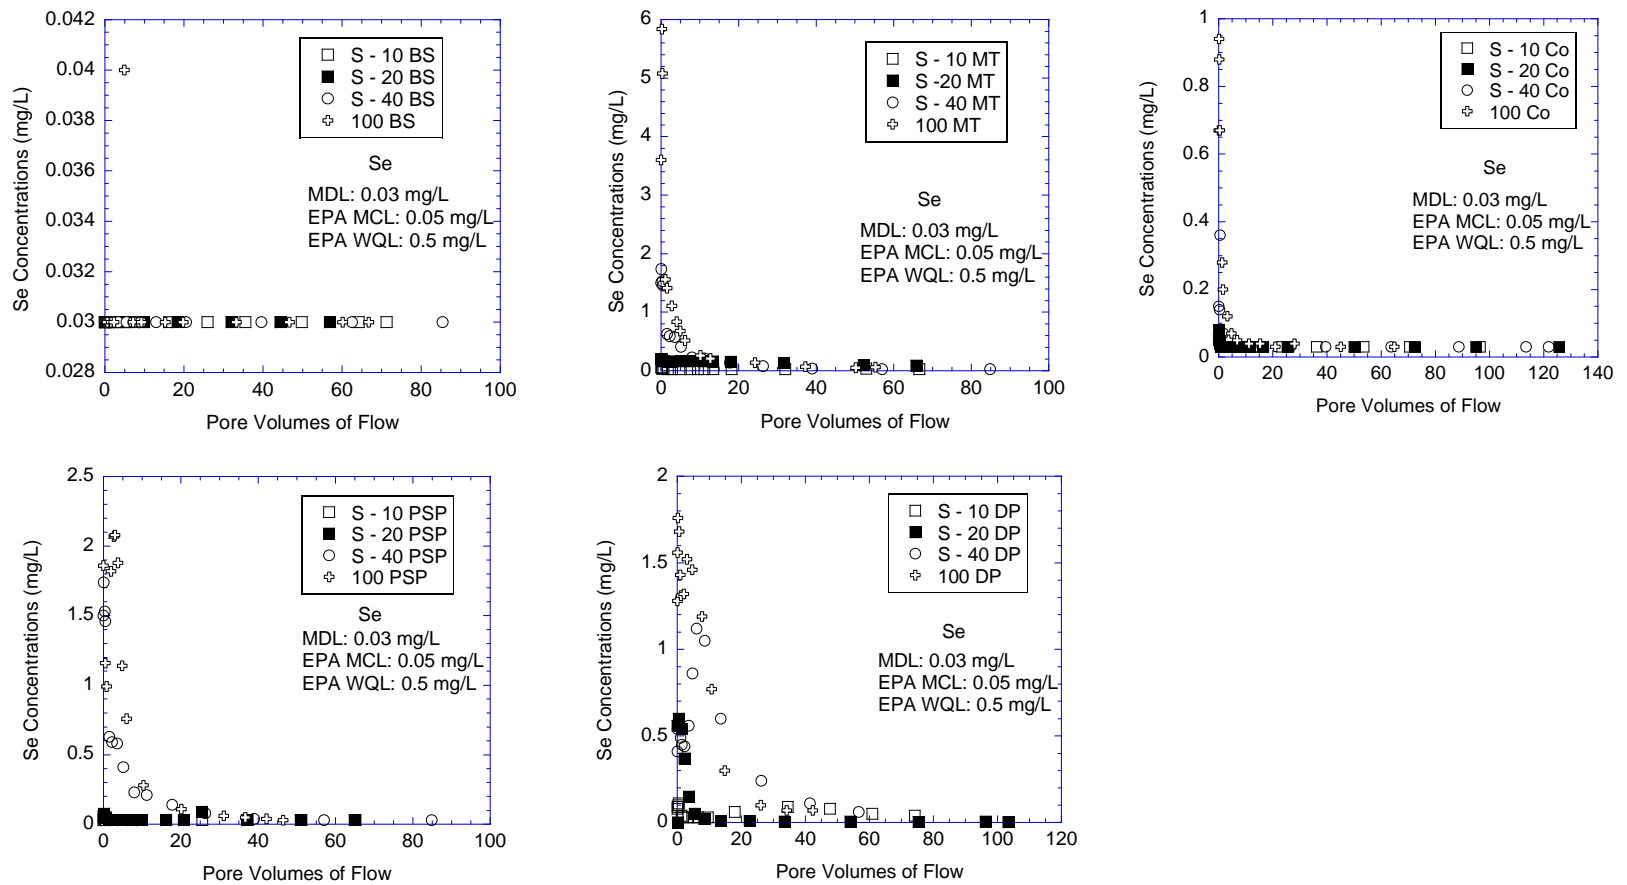 0.042
0.04
0.038
0.036
0.034
0.032
0.03
0.028
0 20 40 60 80 100
Se Concentrations (mg/L)
Pore Volumes of Flow
S - 10 BS
S - 20 BS
S - 40 BS
100 BS
Se
MDL: 0.03 mg/L
EPA MCL: 0.05 mg/L
EPA WQL: 0.5 mg/L
6
5
4
3
2
1
0
0 20 40 60 80 100
Se Concentrations (mg/L)
Pore Volumes of Flow
S - 10 MT
S -20 MT
S - 40 MT
100 MT
Se
MDL: 0.03 mg/L
EPA MCL: 0.05 mg/L
EPA WQL: 0.5 mg/L
1
0.8
0.6
0.4
0.2
0
0 20 40 60 80 100 120 140
Se Concentrations (mg/L)
Pore Volumes of Flow
S - 10 Co
S - 20 Co
S - 40 Co
100 Co
Se
MDL: 0.03 mg/L
EPA MCL: 0.05 mg/L
EPA WQL: 0.5 mg/L
2.5
2
1.5
1
0.5
0
0 20 40 60 80 100
Se Concentrations (mg/L)
Pore Volumes of Flow
S - 10 PSP
S - 20 PSP
S - 40 PSP
100 PSP
Se
MDL: 0.03 mg/L
EPA MCL: 0.05 mg/L
EPA WQL: 0.5 mg/L
2
1.5
1
0.5
0
0 20 40 60 80 100 120
Se Concentrations (mg/L)
Pore Volumes of Flow
S - 10 DP
S - 20 DP
S - 40 DP
100 DP
Se
MDL: 0.03 mg/L
EPA MCL: 0.05 mg/L
EPA WQL: 0.5 mg/L